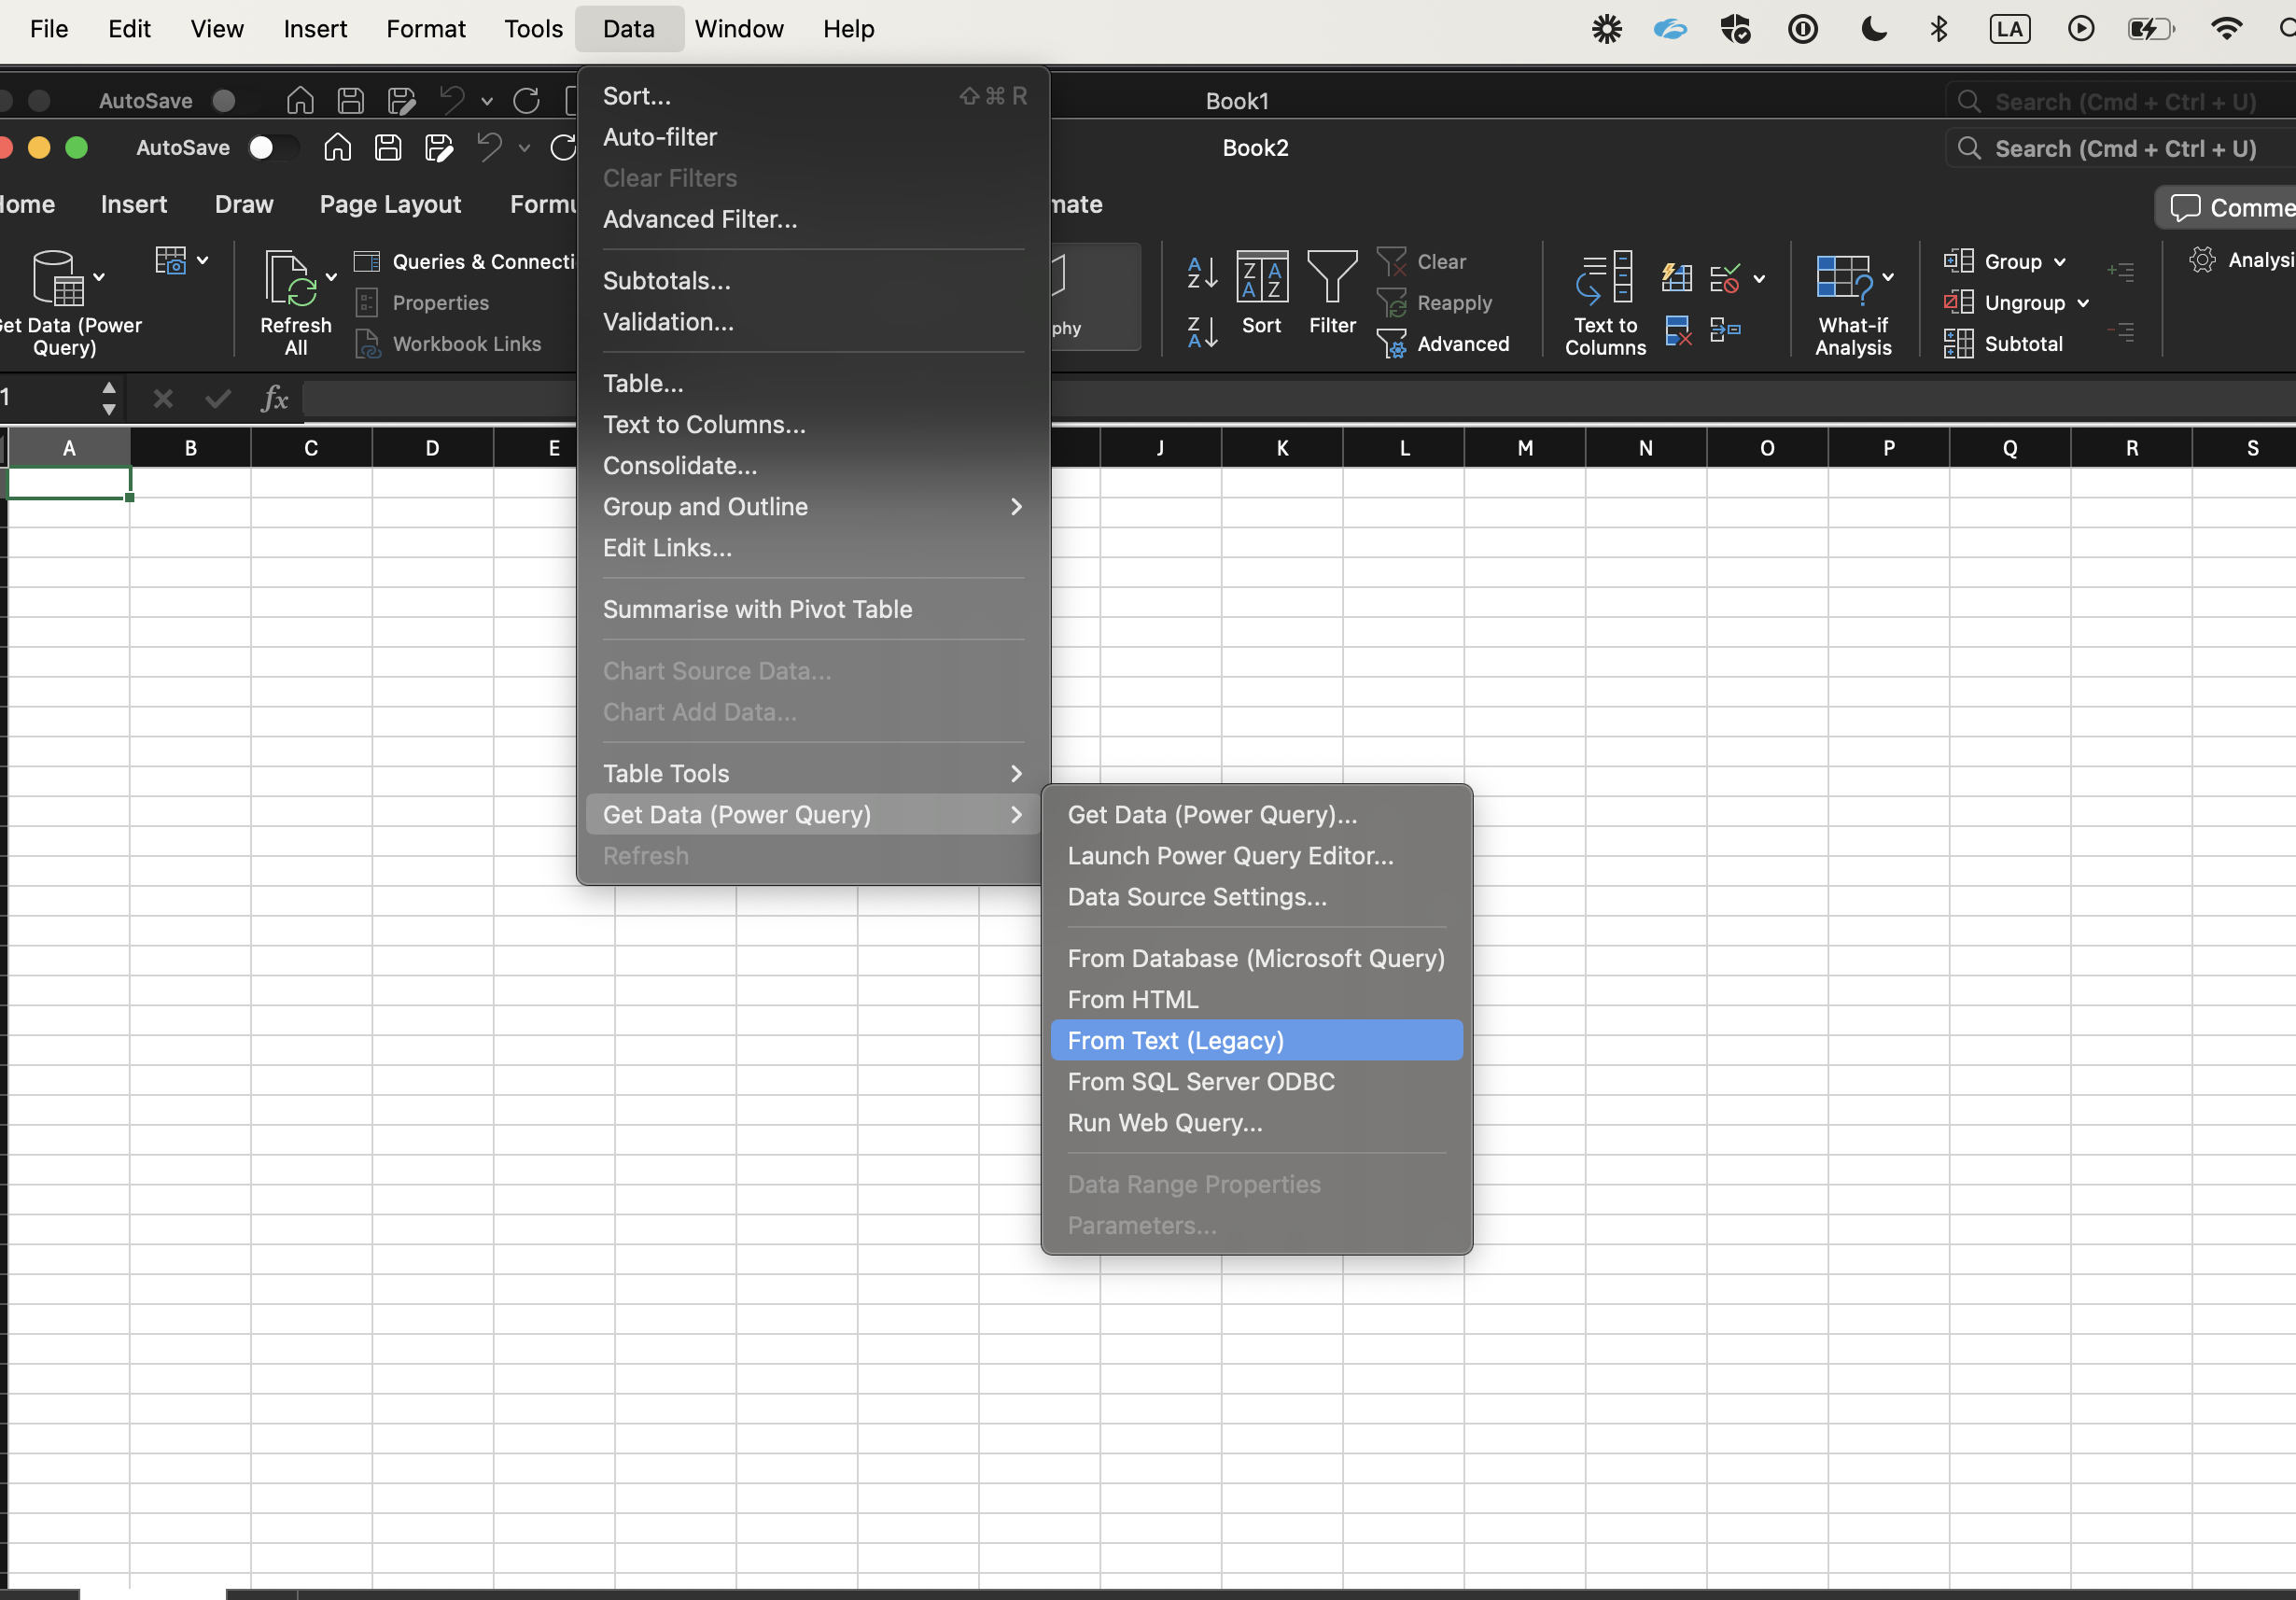 File Edit View Insert Format Tools Data Window Help LA
AutoSave Book1 Search (Cmd + Ctrl + U)
AutoSave Book2 Search (Cmd + Ctrl + U)
Insert Draw Page Layout Comme
Queries & Connecti
Properties
Workbook Links
et Data (Power
Query)
Refresh
All
phy
Sort
Filter
Clear
Reapply
Advanced
Text to
Columns
What-if
Analysis
Group
Ungroup
Subtotal
Analysi
1 fx
A B C D E J K L M N O P Q R S
Sort... ⇧⌘R
Auto-filter
Clear Filters
Advanced Filter...
Subtotals...
Validation...
Table...
Text to Columns...
Consolidate...
Group and Outline
Edit Links...
Summarise with Pivot Table
Chart Source Data...
Chart Add Data...
Table Tools
Get Data (Power Query)
Refresh
Get Data (Power Query)...
Launch Power Query Editor...
Data Source Settings...
From Database (Microsoft Query)
From HTML
From Text (Legacy)
From SQL Server ODBC
Run Web Query...
Data Range Properties
Parameters...